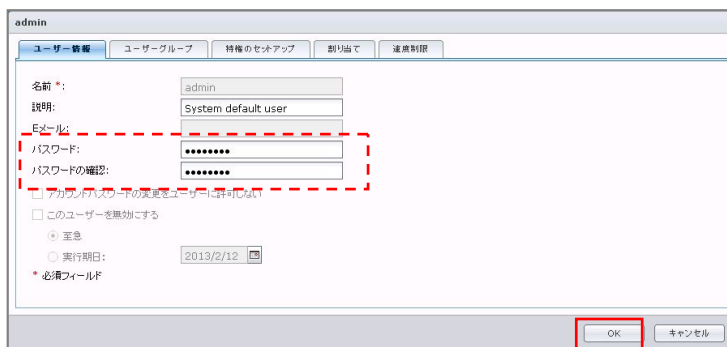 admin
ユーザー情報 ユーザーグループ 特権のセットアップ 割り当て 速度制限
名前 *: admin
説明: System default user
Eメール:
パスワード: ●●●●●●●●
パスワードの確認: ●●●●●●●●
アカウントパスワードの変更をユーザーに許可しない
このユーザーを無効にする
至急
実行期日: 2013/2/12
* 必須フィールド
OK キャンセル